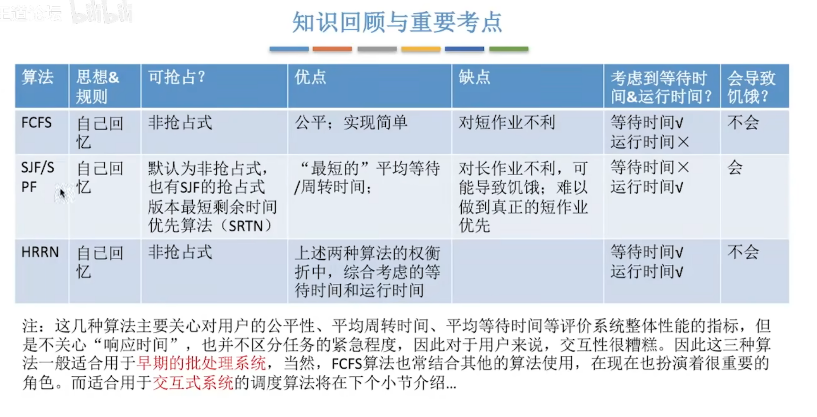 知识回顾与重要考点
算法
思想&
规则
可抢占？
优点
缺点
考虑到等待时
间&运行时间？
会导致
饥饿？
FCFS
自己回
忆
非抢占式
公平；实现简单
对短作业不利
等待时间√
运行时间×
不会
SJF/S
PF
自己回
忆
默认为非抢占式，
也有SJF的抢占式
版本最短剩余时间
优先算法（SRTN）
“最短的”平均等待
/周转时间；
对长作业不利，可
能导致饥饿；难以
做到真正的短作业
优先
等待时间×
运行时间√
会
HRRN
自己回
忆
非抢占式
上述两种算法的权衡
折中，综合考虑的等
待时间和运行时间
等待时间√
运行时间√
不会
注：这几种算法主要关心对用户的公平性、平均周转时间、平均等待时间等评价系统整体性能的指标，但
是不关心“响应时间”，也并不区分任务的紧急程度，因此对于用户来说，交互性很糟糕。因此这三种算
法一般适合用于早期的批处理系统，当然，FCFS算法也常结合其他的算法使用，在现在也扮演着很重要的
角色。而适合用于交互式系统的调度算法将在下个小节介绍...